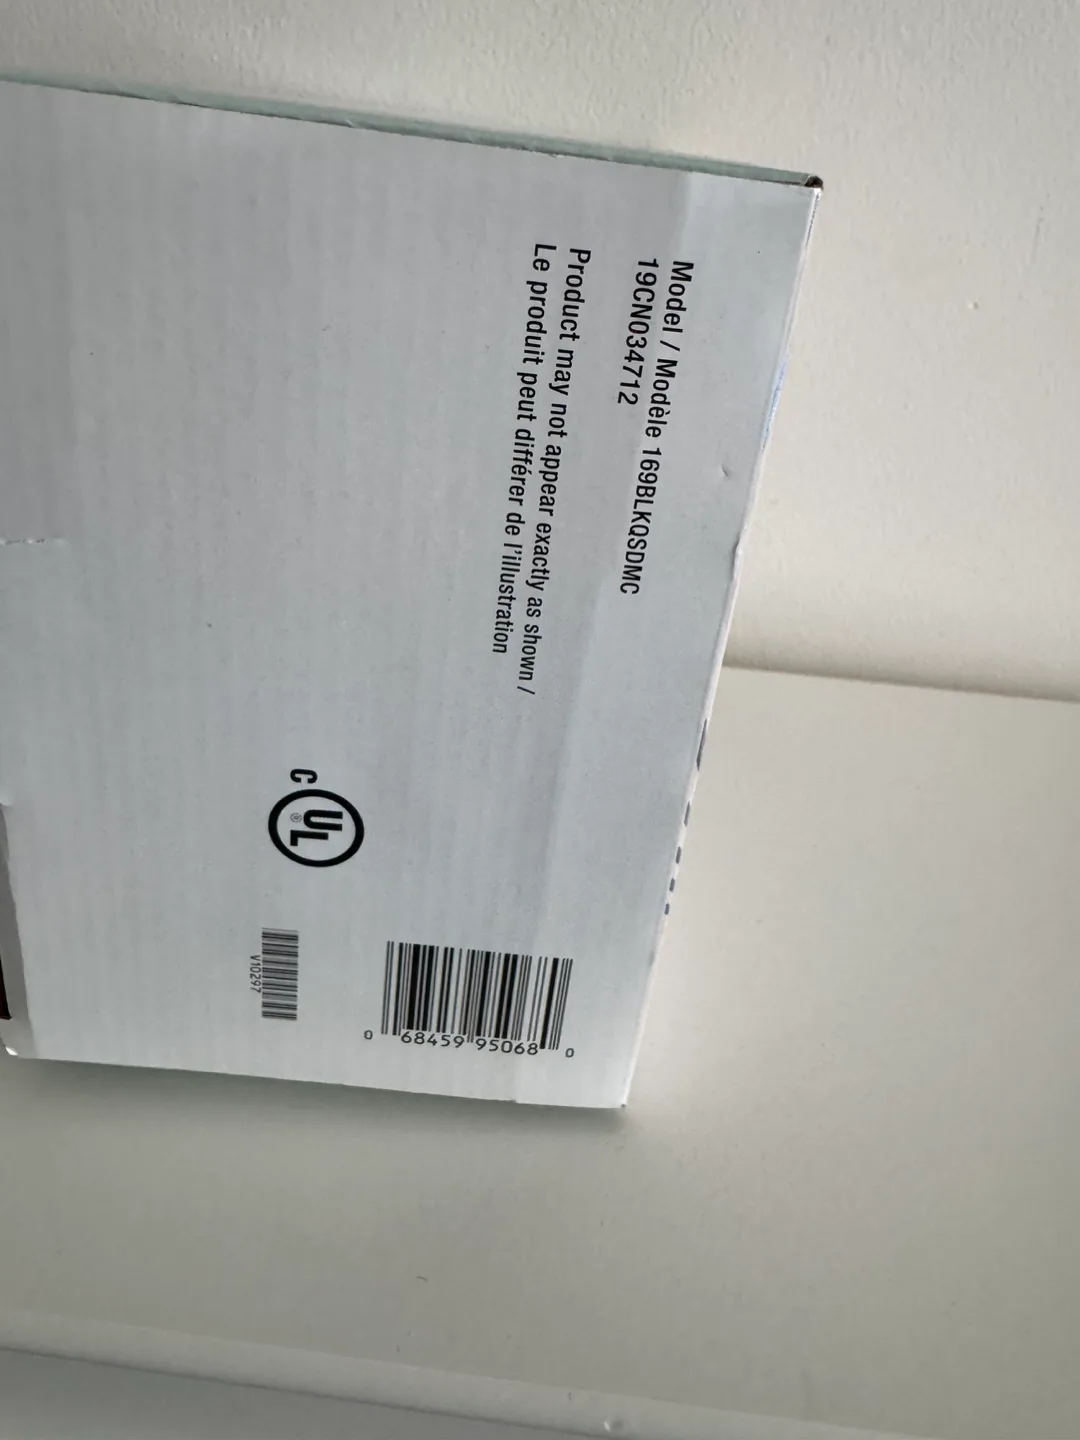 Model / Modèle 169BLKQSDMC
19CN034712
Product may not appear exactly as shown /
Le produit peut différer de l'illustration
C UL ®
V10297
0 68459 95068 0